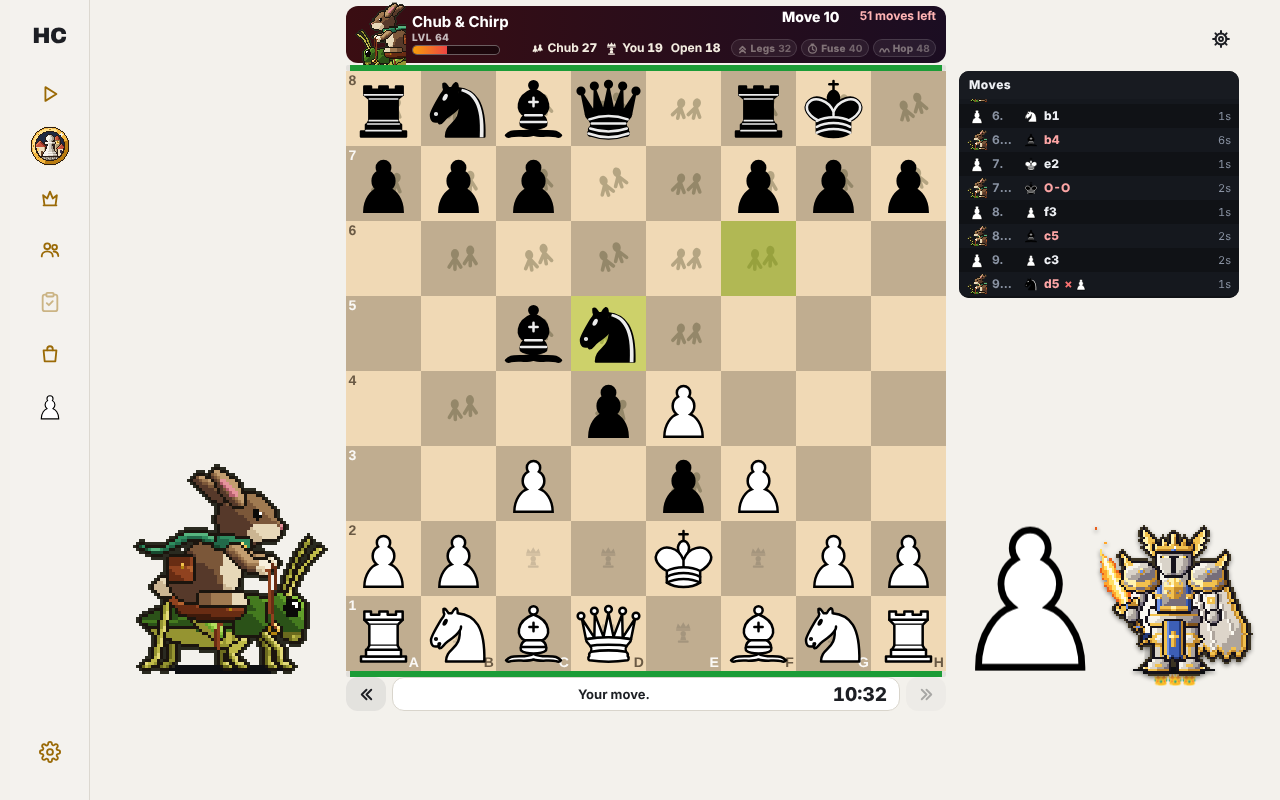 HC
Chub & Chirp
LVL 64
Move 10
51 moves left
Chub 27
You 19
Open 18
Legs 32
Fuse 40
Hop 48
Moves
6. b1 1s
6... b4 6s
7. e2 1s
7... O-O 2s
8. f3 1s
8... c5 2s
9. c3 2s
9... d5 × 1s
8
7
6
5
4
3
2
1
A B C D E F G H
Your move.
10:32